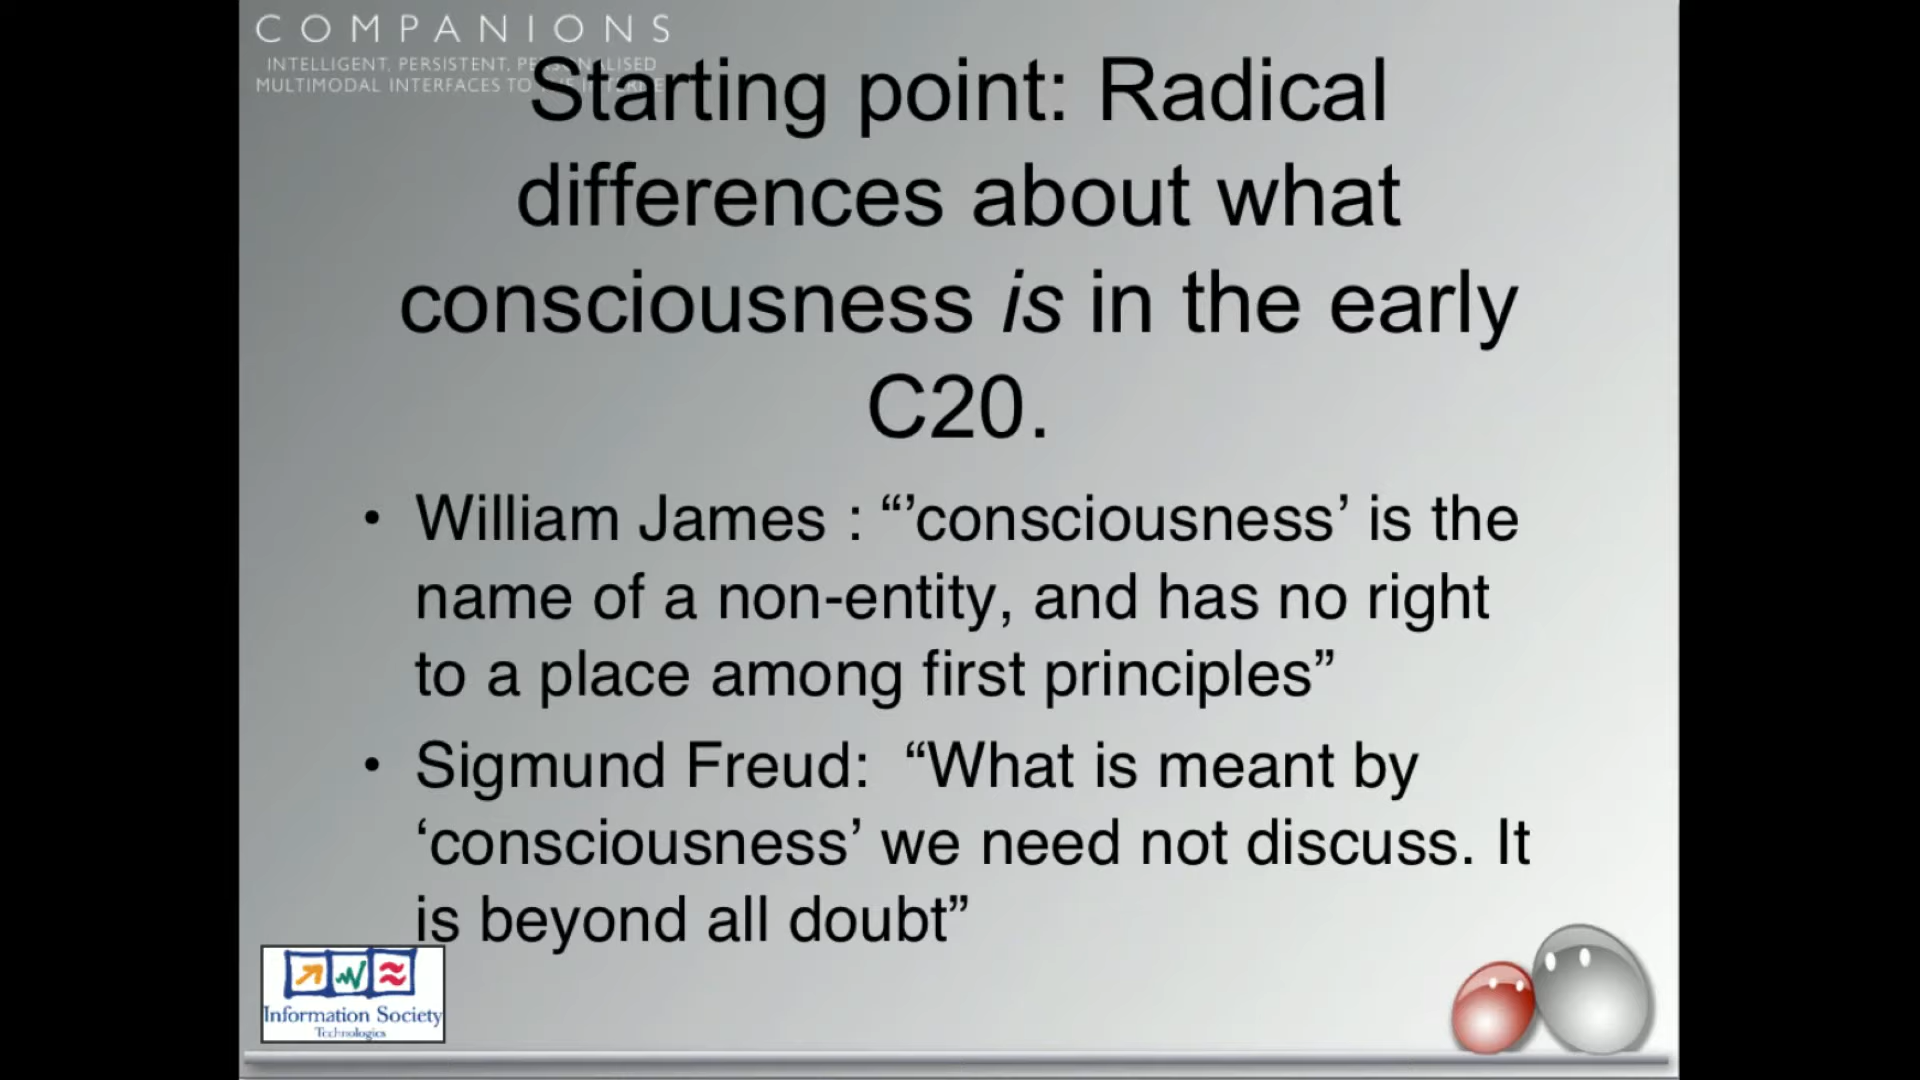 COMPANIONS
INTELLIGENT, PERSISTENT, PERSONALISED
MULTIMODAL INTERFACES TO THE INTERNET
Starting point: Radical
differences about what
consciousness is in the early
C20.
• William James : “’consciousness’ is the
name of a non-entity, and has no right
to a place among first principles”
• Sigmund Freud: “What is meant by
‘consciousness’ we need not discuss. It
is beyond all doubt”
Information Society
Technologies